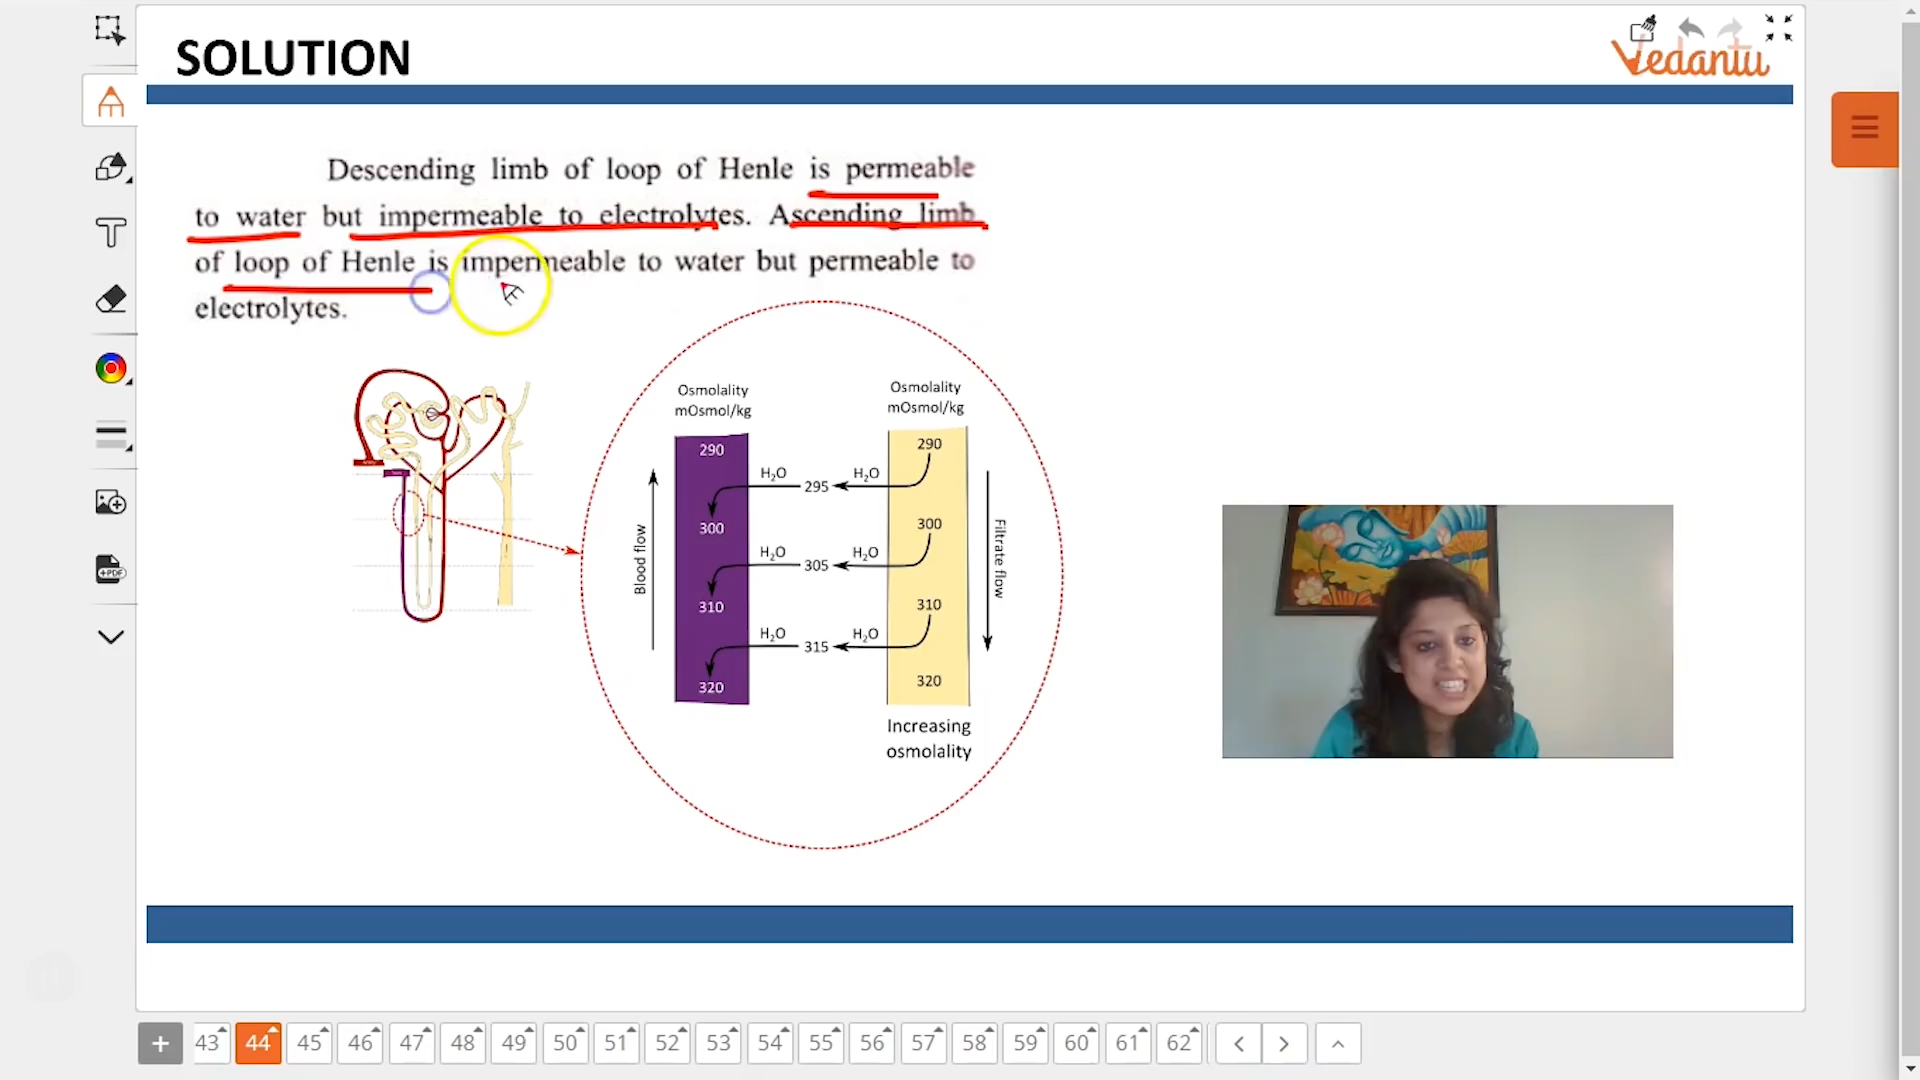 SOLUTION
Vedantu
Descending limb of loop of Henle is permeable
to water but impermeable to electrolytes. Ascending limb
of loop of Henle is impermeable to water but permeable to
electrolytes.
Osmolality
mOsmol/kg
Osmolality
mOsmol/kg
290
290
H₂O
H₂O
295
300
300
H₂O
H₂O
305
310
310
H₂O
H₂O
315
320
320
Blood flow
Filtrate flow
Increasing
osmolality
+PDF
+ 43 44 45 46 47 48 49 50 51 52 53 54 55 56 57 58 59 60 61 62